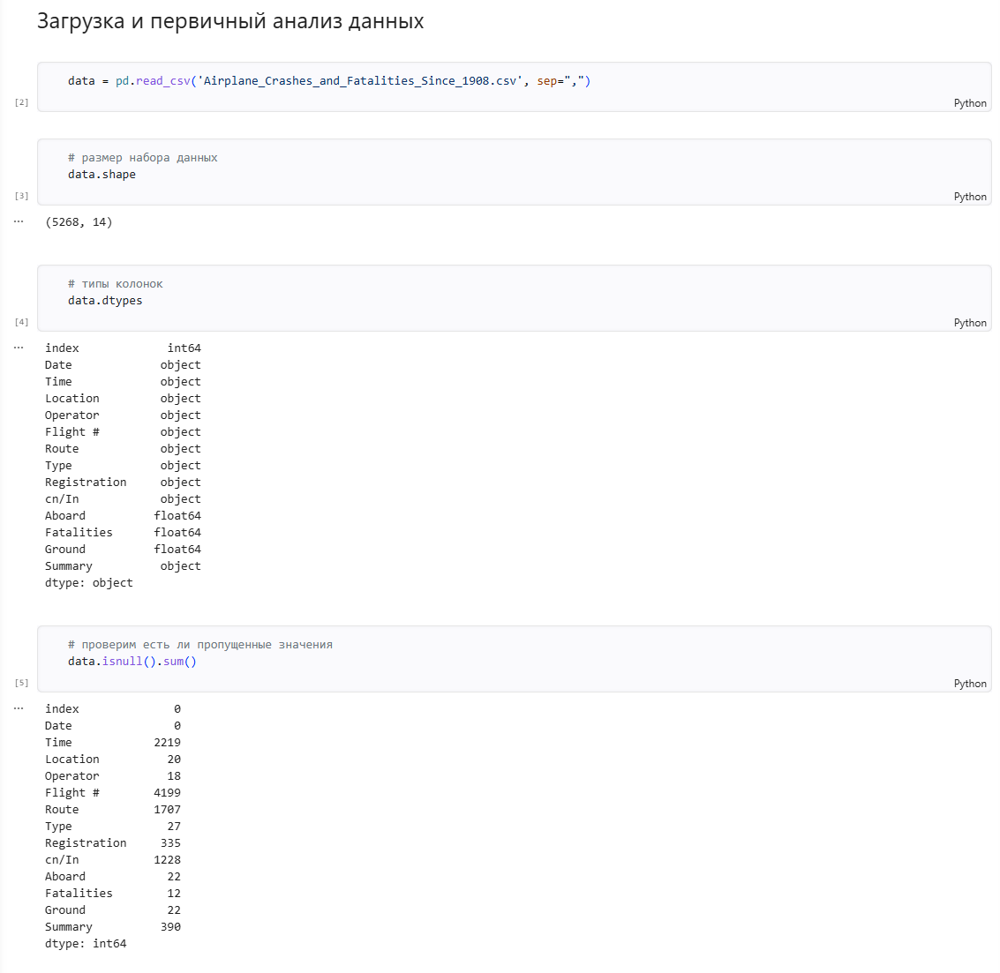 Загрузка и первичный анализ данных
data = pd.read_csv('Airplane_Crashes_and_Fatalities_Since_1908.csv', sep=",")
[2]
Python
# размер набора данных
data.shape
[3]
Python
... (5268, 14)
# типы колонок
data.dtypes
[4]
Python
... index int64
Date object
Time object
Location object
Operator object
Flight # object
Route object
Type object
Registration object
cn/In object
Aboard float64
Fatalities float64
Ground float64
Summary object
dtype: object
# проверим есть ли пропущенные значения
data.isnull().sum()
[5]
Python
... index 0
Date 0
Time 2219
Location 20
Operator 18
Flight # 4199
Route 1707
Type 27
Registration 335
cn/In 1228
Aboard 22
Fatalities 12
Ground 22
Summary 390
dtype: int64